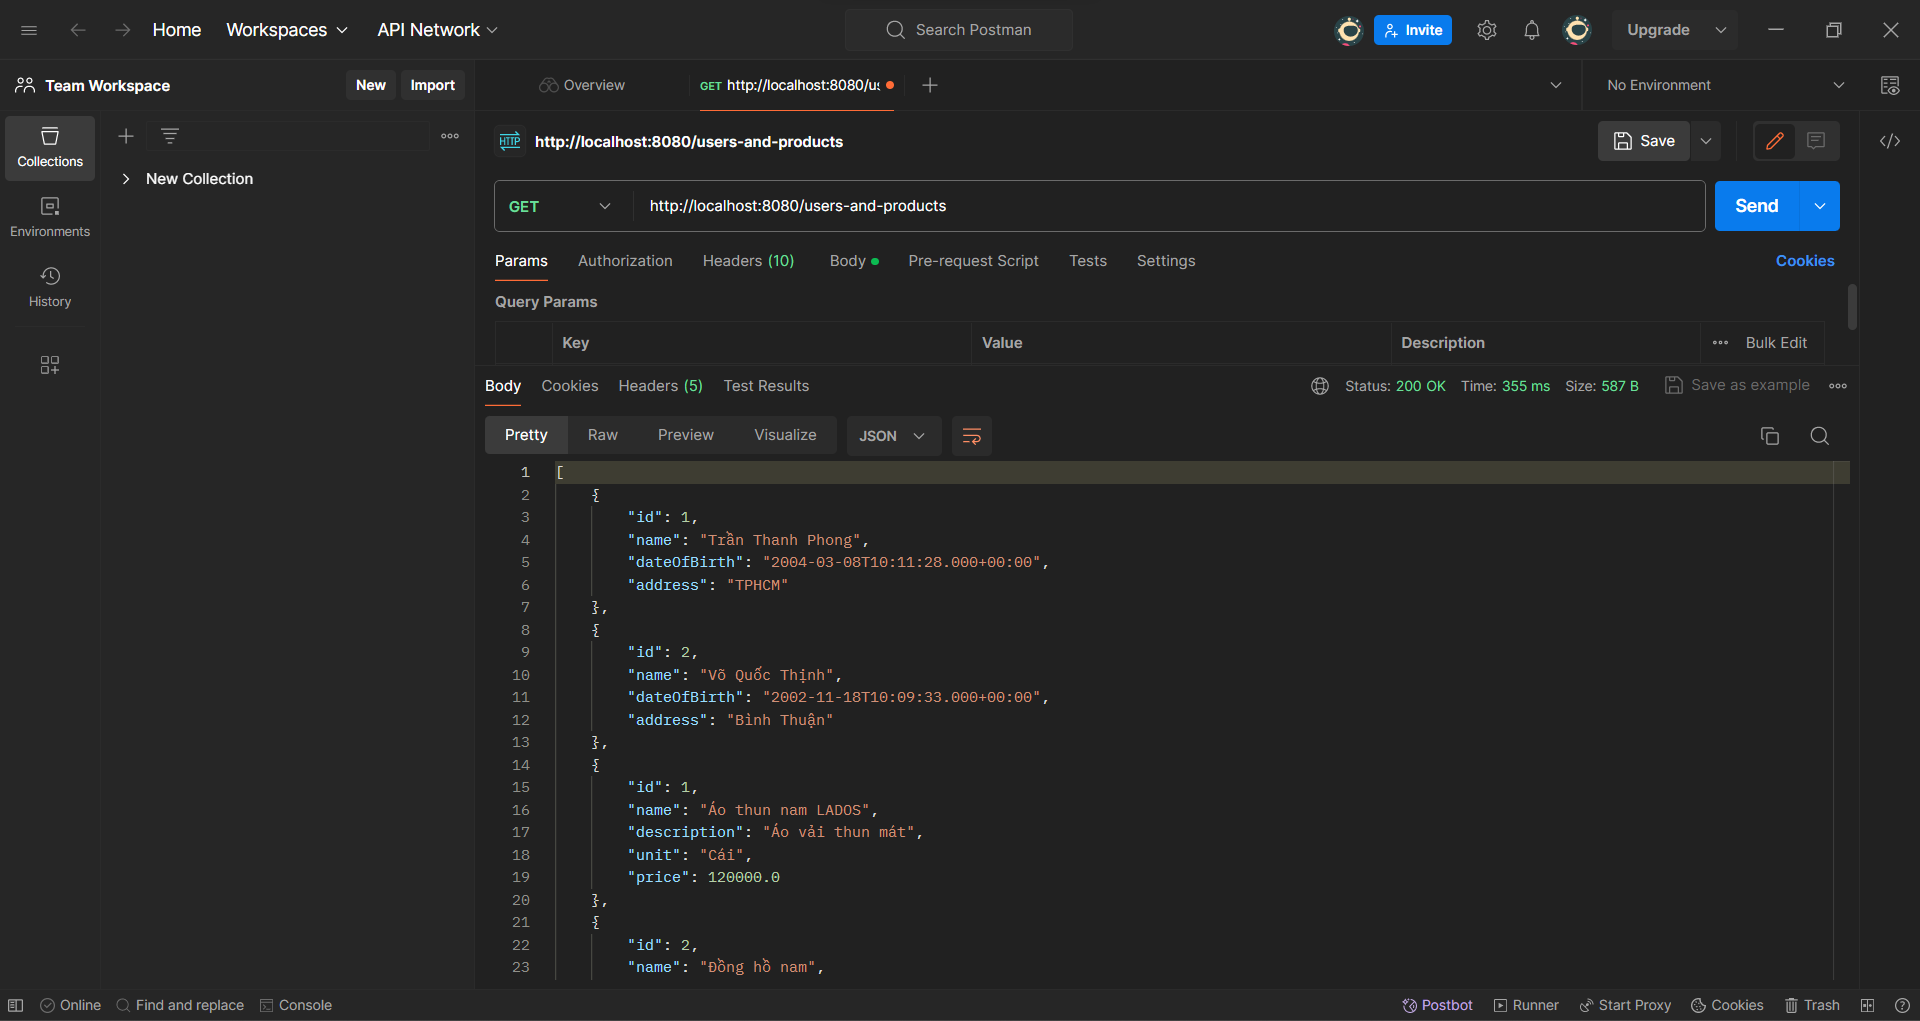 Home Workspaces API Network Search Postman Invite Upgrade
Team Workspace New Import Overview GET http://localhost:8080/us No Environment
HTTP http://localhost:8080/users-and-products Save
Collections
New Collection
Environments
History
GET http://localhost:8080/users-and-products Send
Params Authorization Headers (10) Body Pre-request Script Tests Settings Cookies
Query Params
Key Value Description Bulk Edit
Body Cookies Headers (5) Test Results Status: 200 OK Time: 355 ms Size: 587 B Save as example
Pretty Raw Preview Visualize JSON
1 [
2 {
3 "id": 1,
4 "name": "Trần Thanh Phong",
5 "dateOfBirth": "2004-03-08T10:11:28.000+00:00",
6 "address": "TPHCM"
7 },
8 {
9 "id": 2,
10 "name": "Võ Quốc Thịnh",
11 "dateOfBirth": "2002-11-18T10:09:33.000+00:00",
12 "address": "Bình Thuận"
13 },
14 {
15 "id": 1,
16 "name": "Áo thun nam LADOS",
17 "description": "Áo vải thun mát",
18 "unit": "Cái",
19 "price": 120000.0
20 },
21 {
22 "id": 2,
23 "name": "Đồng hồ nam",
Online Find and replace Console Postbot Runner Start Proxy Cookies Trash